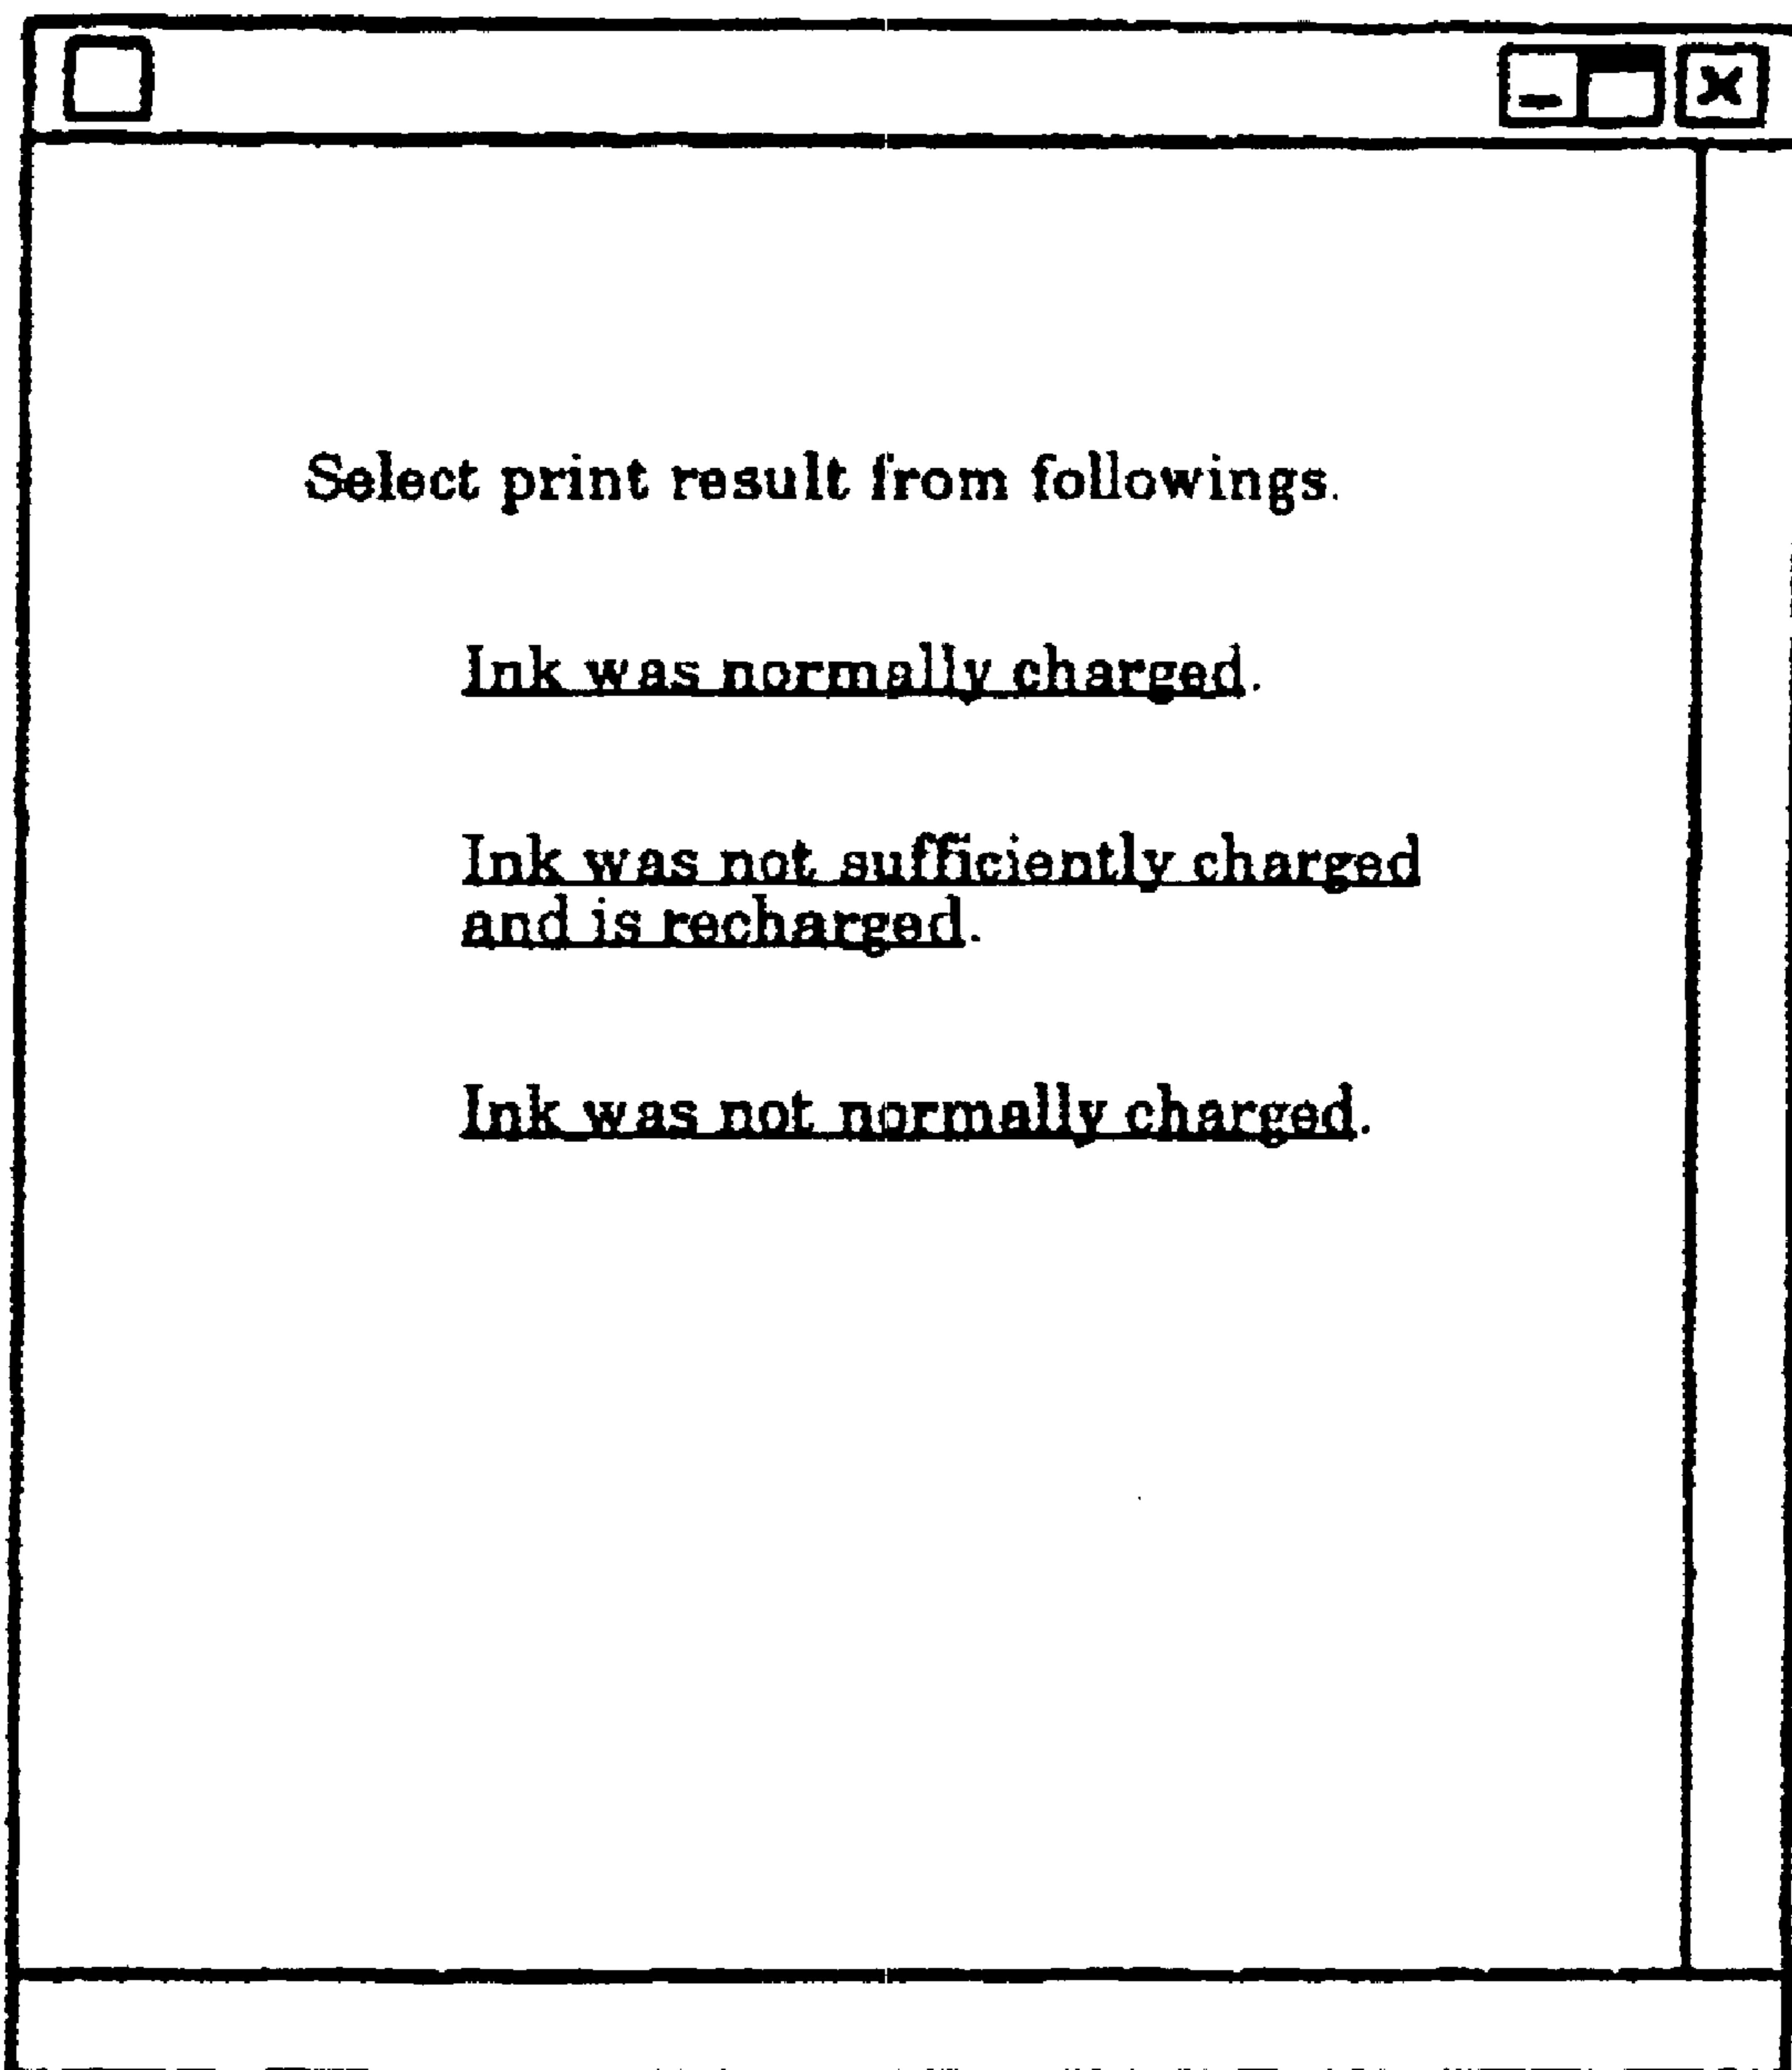 Select print result from followings.
Ink was normally charged.
Ink was not sufficiently charged
and is recharged.
Ink was not normally charged.